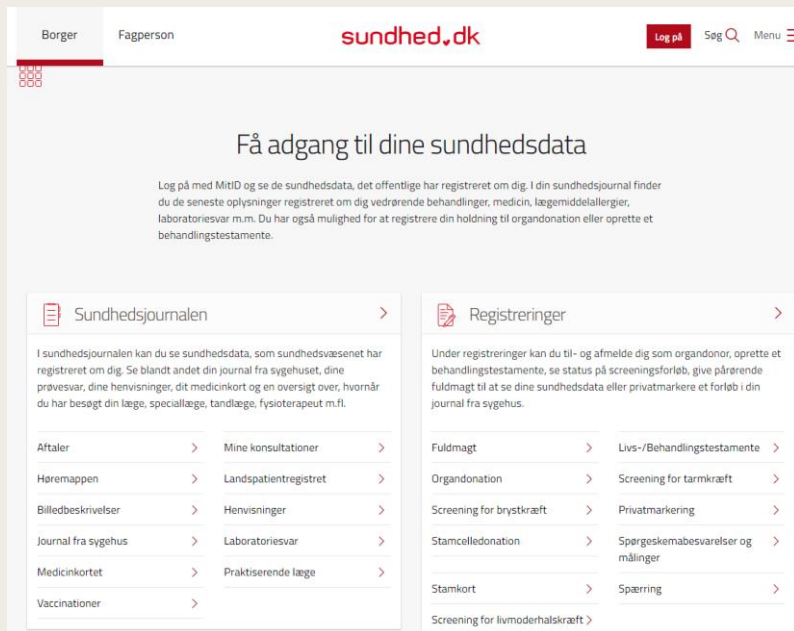 Borger
Fagperson
sundhed.dk
Log på
Søg
Menu
Få adgang til dine sundhedsdata
Log på med MitID og se de sundhedsdata, det offentlige har registreret om dig. I din sundhedsjournal finder
du de seneste oplysninger registreret om dig vedrørende behandlinger, medicin, lægemiddelallergier,
laboratoriesvar m.m. Du har også mulighed for at registrere din holdning til organdonation eller oprette et
behandlingstestamente.
Sundhedsjournalen
I sundhedsjournalen kan du se sundhedsdata, som sundhedsvæsenet har
registreret om dig. Se blandt andet din journal fra sygehuset, dine
prøvesvar, dine henvisninger, dit medicinkort og en oversigt over, hvornår
du har besøgt din læge, speciallæge, tandlæge, fysioterapeut m.fl.
Aftaler
Mine konsultationer
Høremappen
Landspatientregistret
Billedbeskrivelser
Henvisninger
Journal fra sygehus
Laboratoriesvar
Medicinkortet
Praktiserende læge
Vaccinationer
Registreringer
Under registreringer kan du til- og afmelde dig som organdonor, oprette et
behandlingstestamente, se status på screeningsforløb, give pårørende
fuldmagt til at se dine sundhedsdata eller privatmarkere et forløb i din
journal fra sygehus.
Fuldmagt
Livs-/Behandlingstestamente
Organdonation
Screening for tarmkræft
Screening for brystkræft
Privatmarkering
Stamcelledonation
Spørgeskemabesvarelser og
målinger
Stamkort
Spærring
Screening for livmoderhalskræft